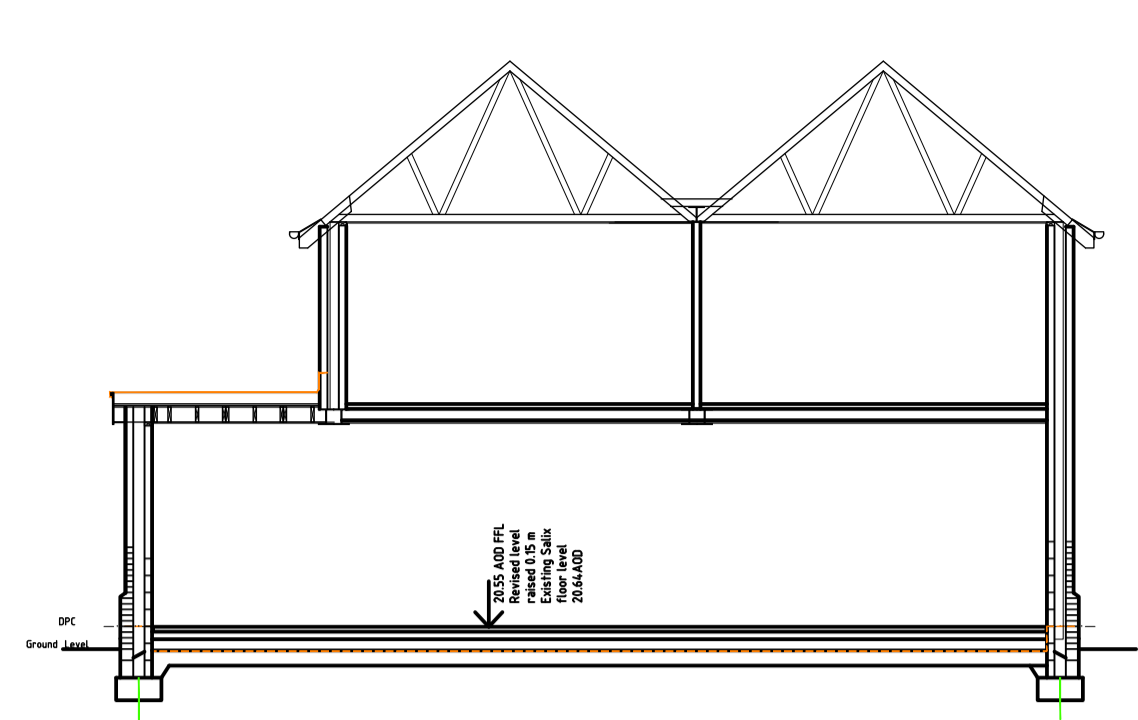 20.55 AOD FFL
Revised level
raised 0.15 m
Existing Salix
floor level
20.64AOD
DPC
Ground Level